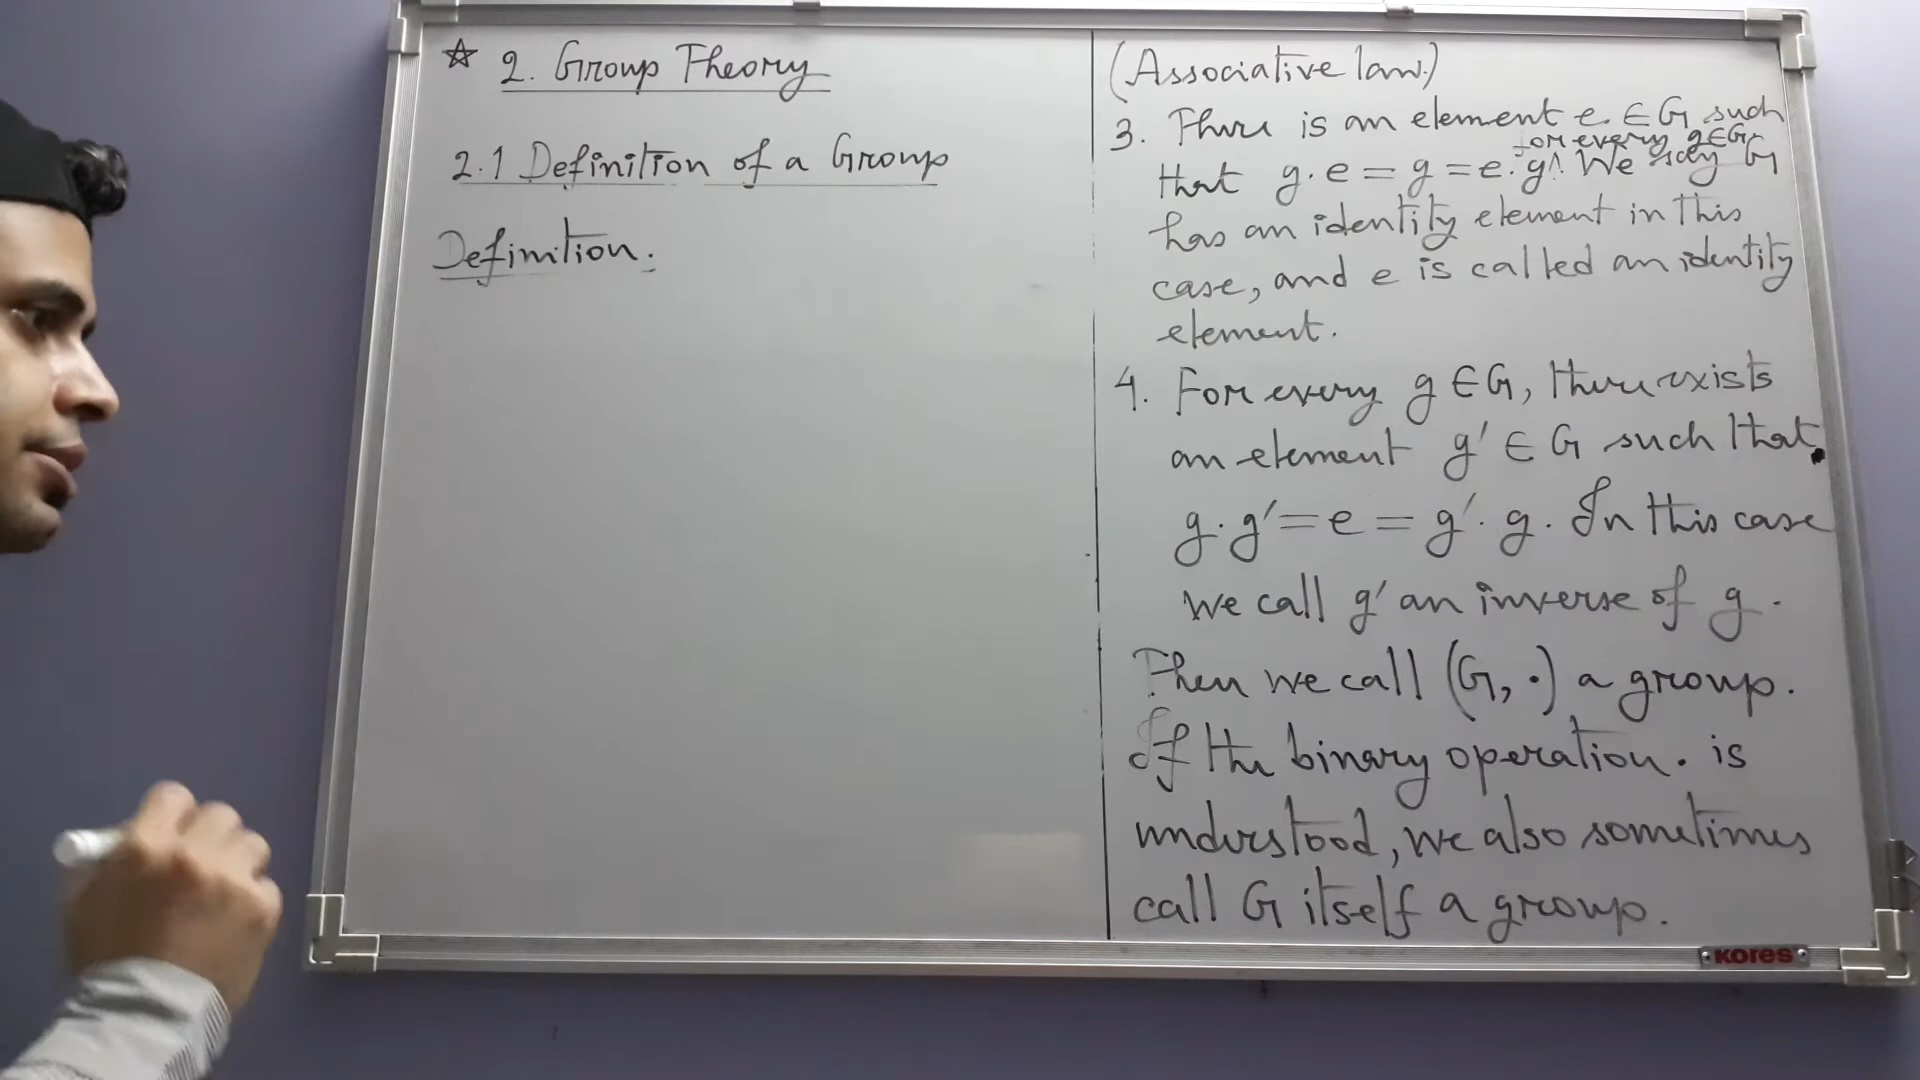 ☆ 2. Group Theory
2.1 Definition of a Group
Definition.
(Associative law.)
3. There is an element e ∈ G such
for every g∈G
that g.e = g = e.g. We say G
has an identity element in this
case, and e is called an identity
element.
4. For every g ∈ G, there exists
an element g' ∈ G such that
g.g' = e = g'.g. In this case
we call g' an inverse of g.
Then we call (G, ·) a group.
If the binary operation · is
understood, we also sometimes
call G itself a group.
KORES